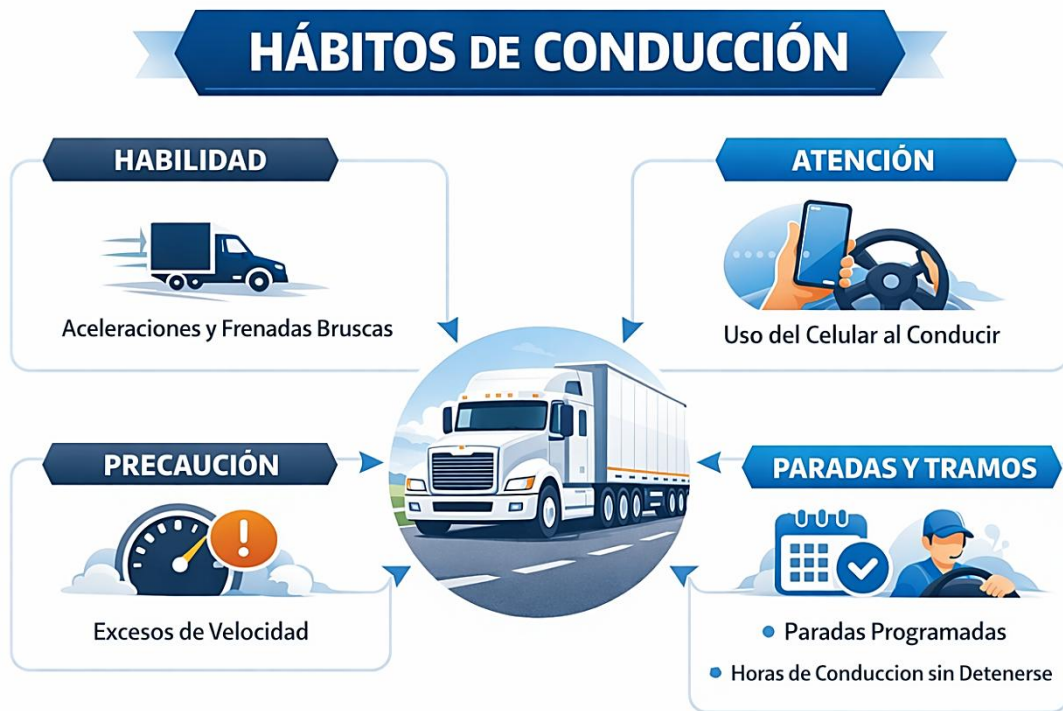 HÁBITOS DE CONDUCCIÓN
HABILIDAD
Aceleraciones y Frenadas Bruscas
ATENCIÓN
Uso del Celular al Conducir
PRECAUCIÓN
Excesos de Velocidad
PARADAS Y TRAMOS
• Paradas Programadas
• Horas de Conduccion sin Detenerse